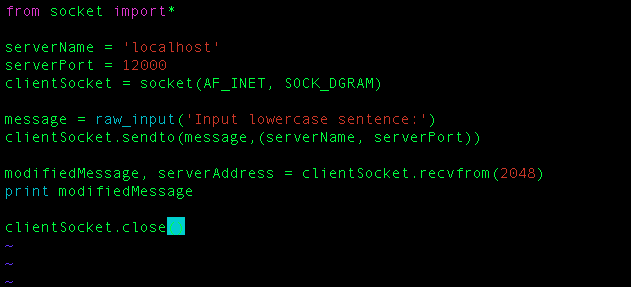 from socket import*
serverName = 'localhost'
serverPort = 12000
clientSocket = socket(AF_INET, SOCK_DGRAM)
message = raw_input('Input lowercase sentence:')
clientSocket.sendto(message,(serverName, serverPort))
modifiedMessage, serverAddress = clientSocket.recvfrom(2048)
print modifiedMessage
clientSocket.close()
~
~
~